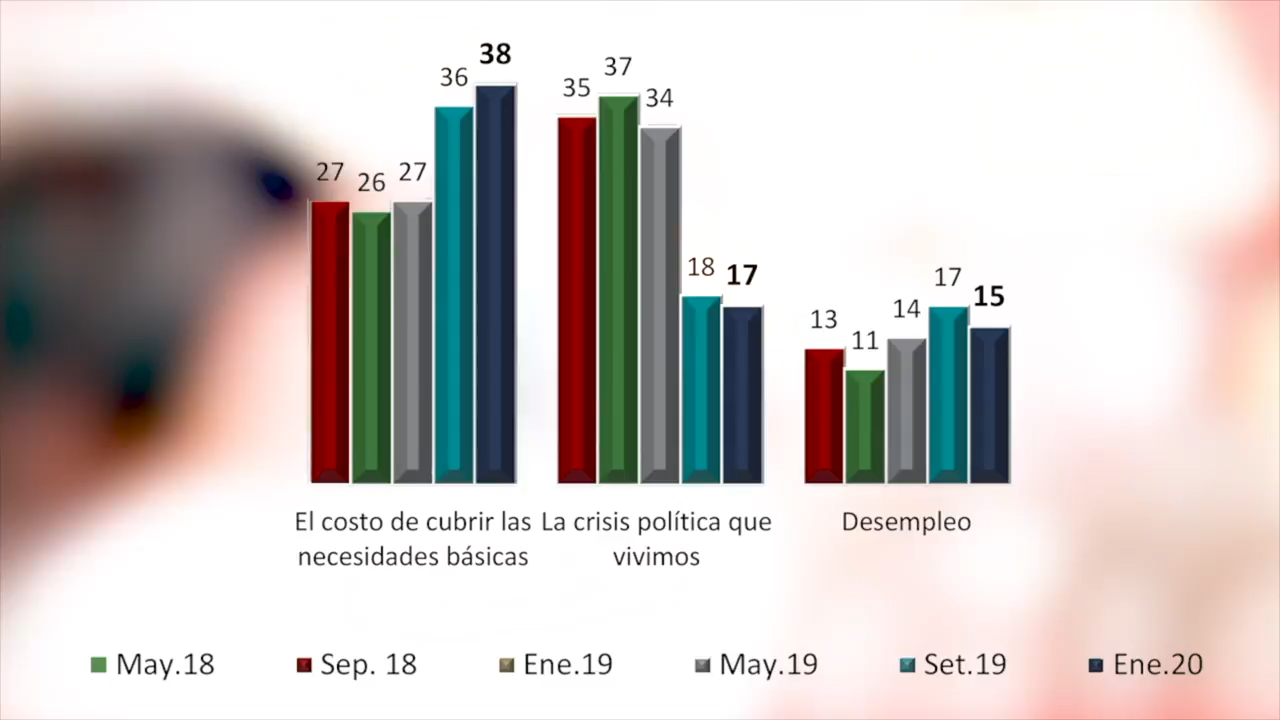 27
26
27
36
38
35
37
34
18
17
13
11
14
17
15
El costo de cubrir las
necesidades básicas
La crisis política que
vivimos
Desempleo
May.18
Sep. 18
Ene.19
May.19
Set.19
Ene.20